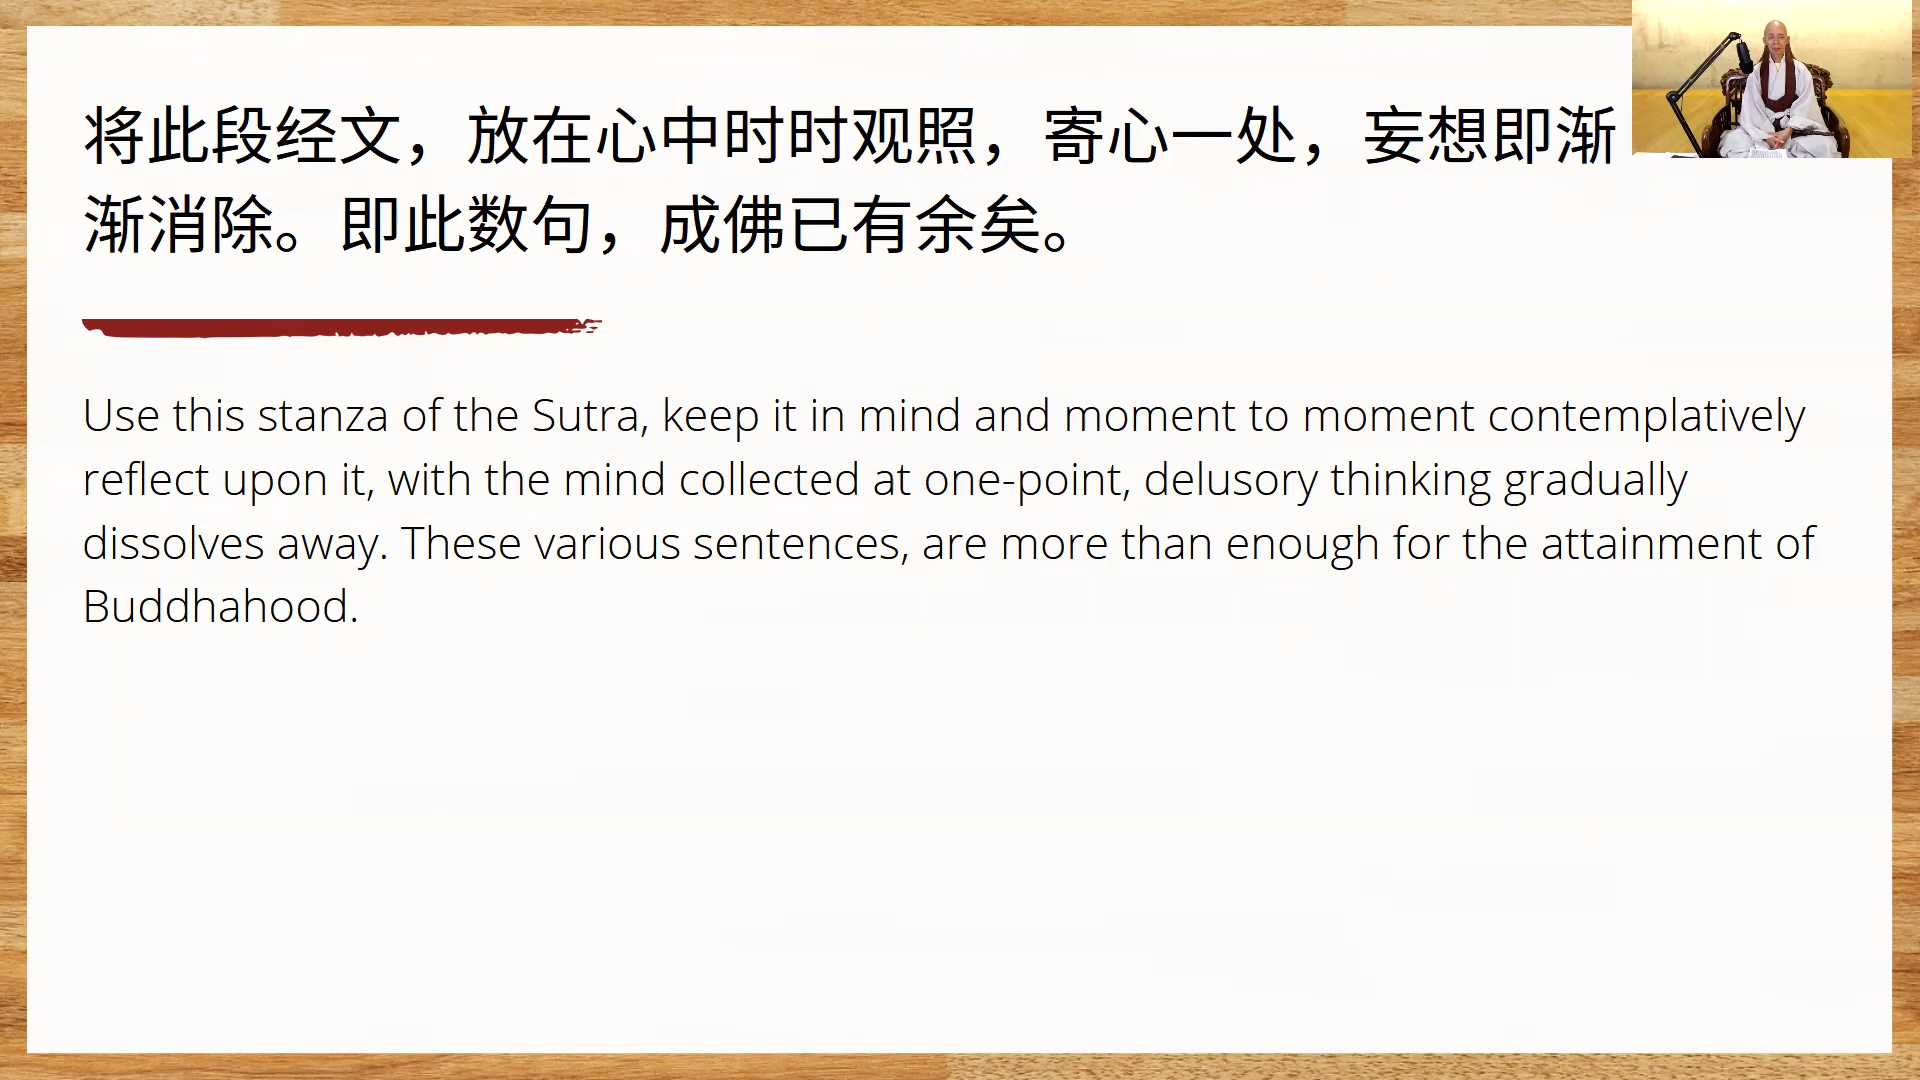 将此段经文，放在心中时时观照，寄心一处，妄想即渐
渐消除。即此数句，成佛已有余矣。
Use this stanza of the Sutra, keep it in mind and moment to moment contemplatively
reflect upon it, with the mind collected at one-point, delusory thinking gradually
dissolves away. These various sentences, are more than enough for the attainment of
Buddhahood.